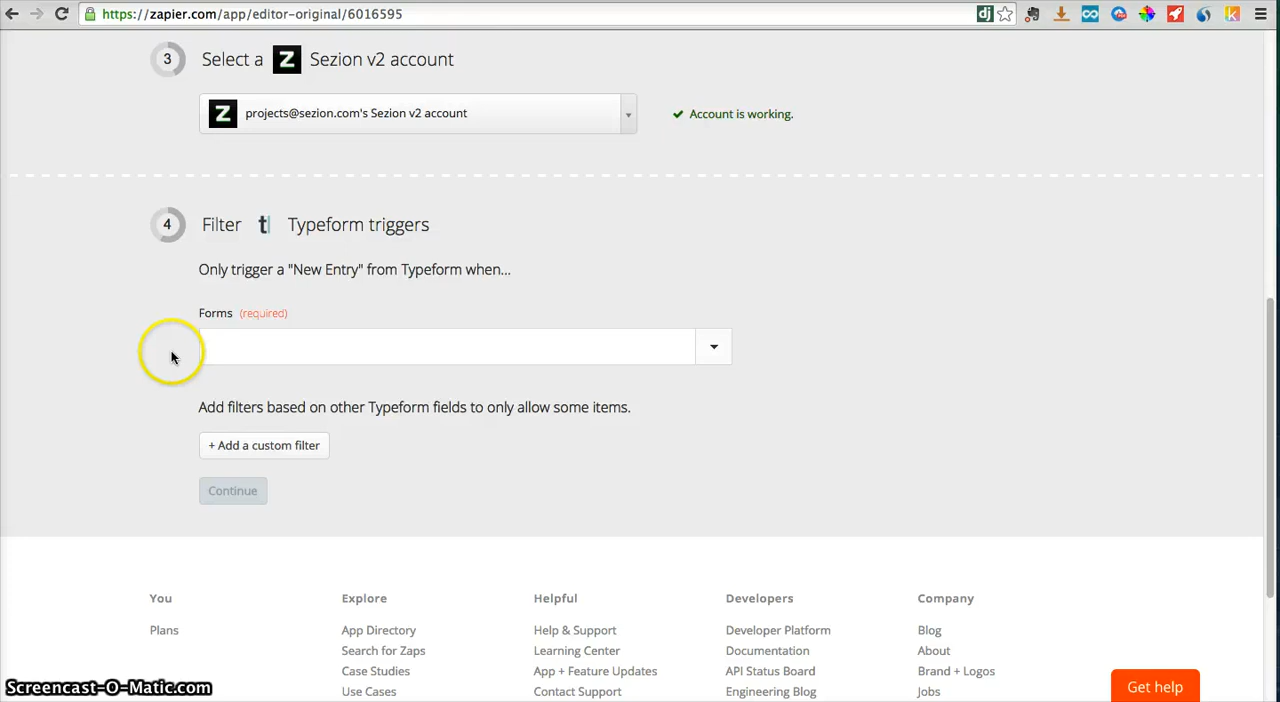 https://zapier.com/app/editor-original/6016595
3 Select a Z Sezion v2 account
Z projects@sezion.com's Sezion v2 account
Account is working.
4 Filter t Typeform triggers
Only trigger a "New Entry" from Typeform when...
Forms (required)
Add filters based on other Typeform fields to only allow some items.
+ Add a custom filter
Continue
You Explore Helpful Developers Company
Plans App Directory Help & Support Developer Platform Blog
Search for Zaps Learning Center Documentation About
Case Studies App + Feature Updates API Status Board Brand + Logos
Use Cases Contact Support Engineering Blog Jobs
Get help
Screencast-O-Matic.com